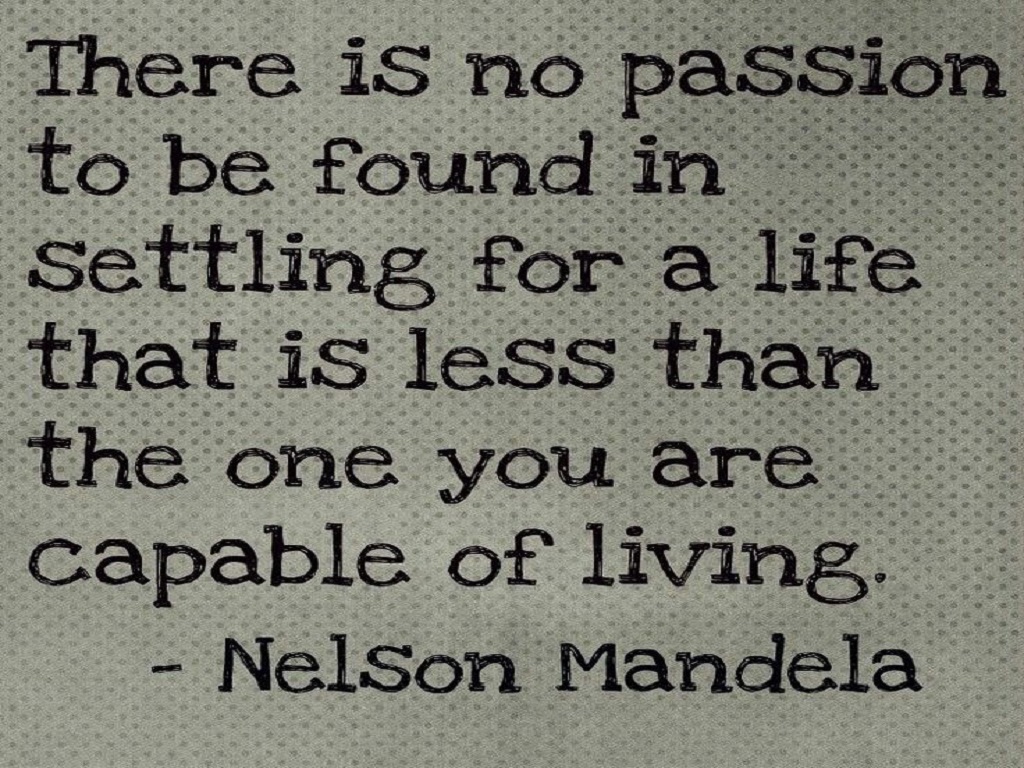 There is no passion
to be found in
settling for a life
that is less than
the one you are
capable of living.
- Nelson Mandela